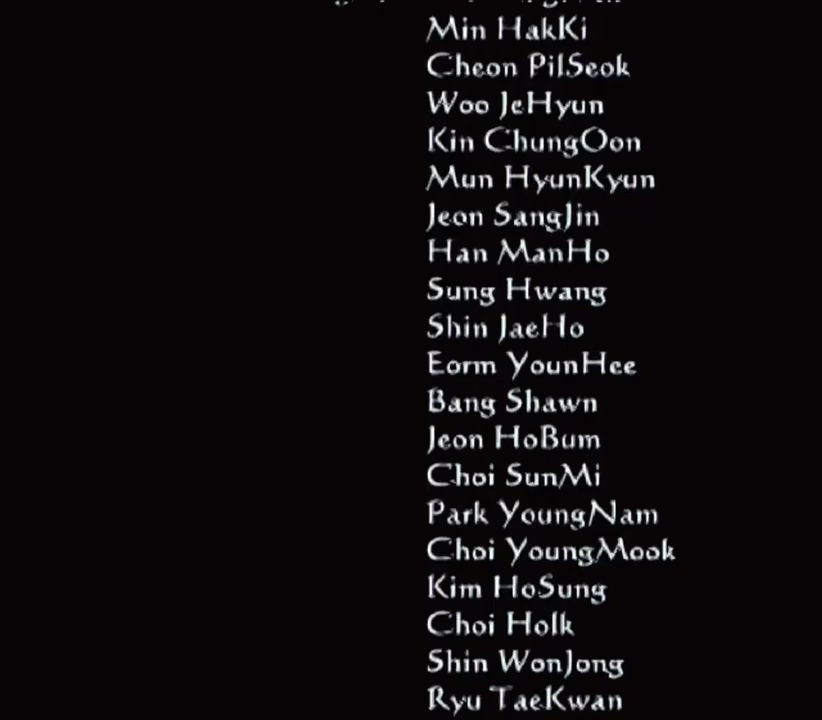 Min HakKi
Cheon PilSeok
Woo JeHyun
Kin ChungOon
Mun HyunKyun
Jeon SangJin
Han ManHo
Sung Hwang
Shin JaeHo
Eorm YounHee
Bang Shawn
Jeon HoBum
Choi SunMi
Park YoungNam
Choi YoungMook
Kim HoSung
Choi HoIk
Shin WonJong
Ryu TaeKwan